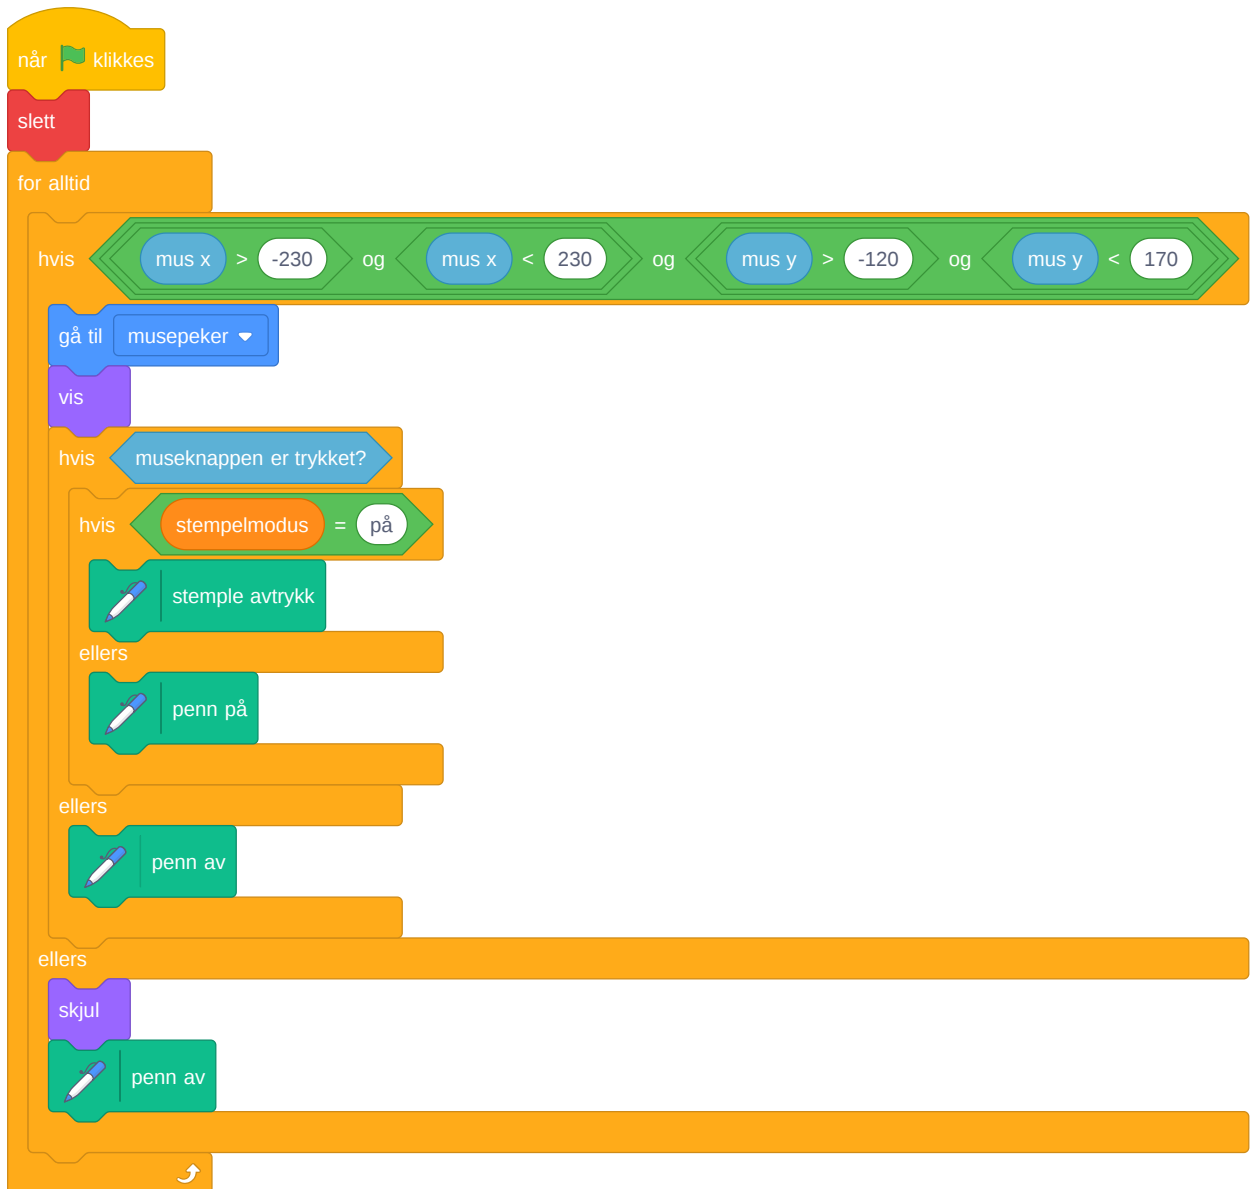 når klikkes
slett
for alltid
hvis mus x > -230 og mus x < 230 og mus y > -120 og mus y < 170
gå til musepeker
vis
hvis museknappen er trykket?
hvis stempelmodus = på
stemple avtrykk
ellers
penn på
ellers
penn av
ellers
skjul
penn av